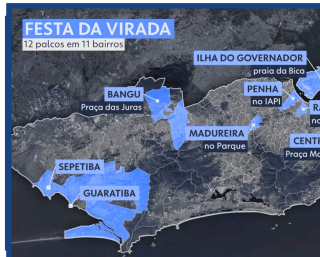 FESTA DA VIRADA
12 palcos em 11 bairros
ILHA DO GOVERNADOR
praia da Bica
PENHA
no IAPI
BANGU
Praça das Juras
MADUREIRA
no Parque
SEPETIBA
GUARATIBA